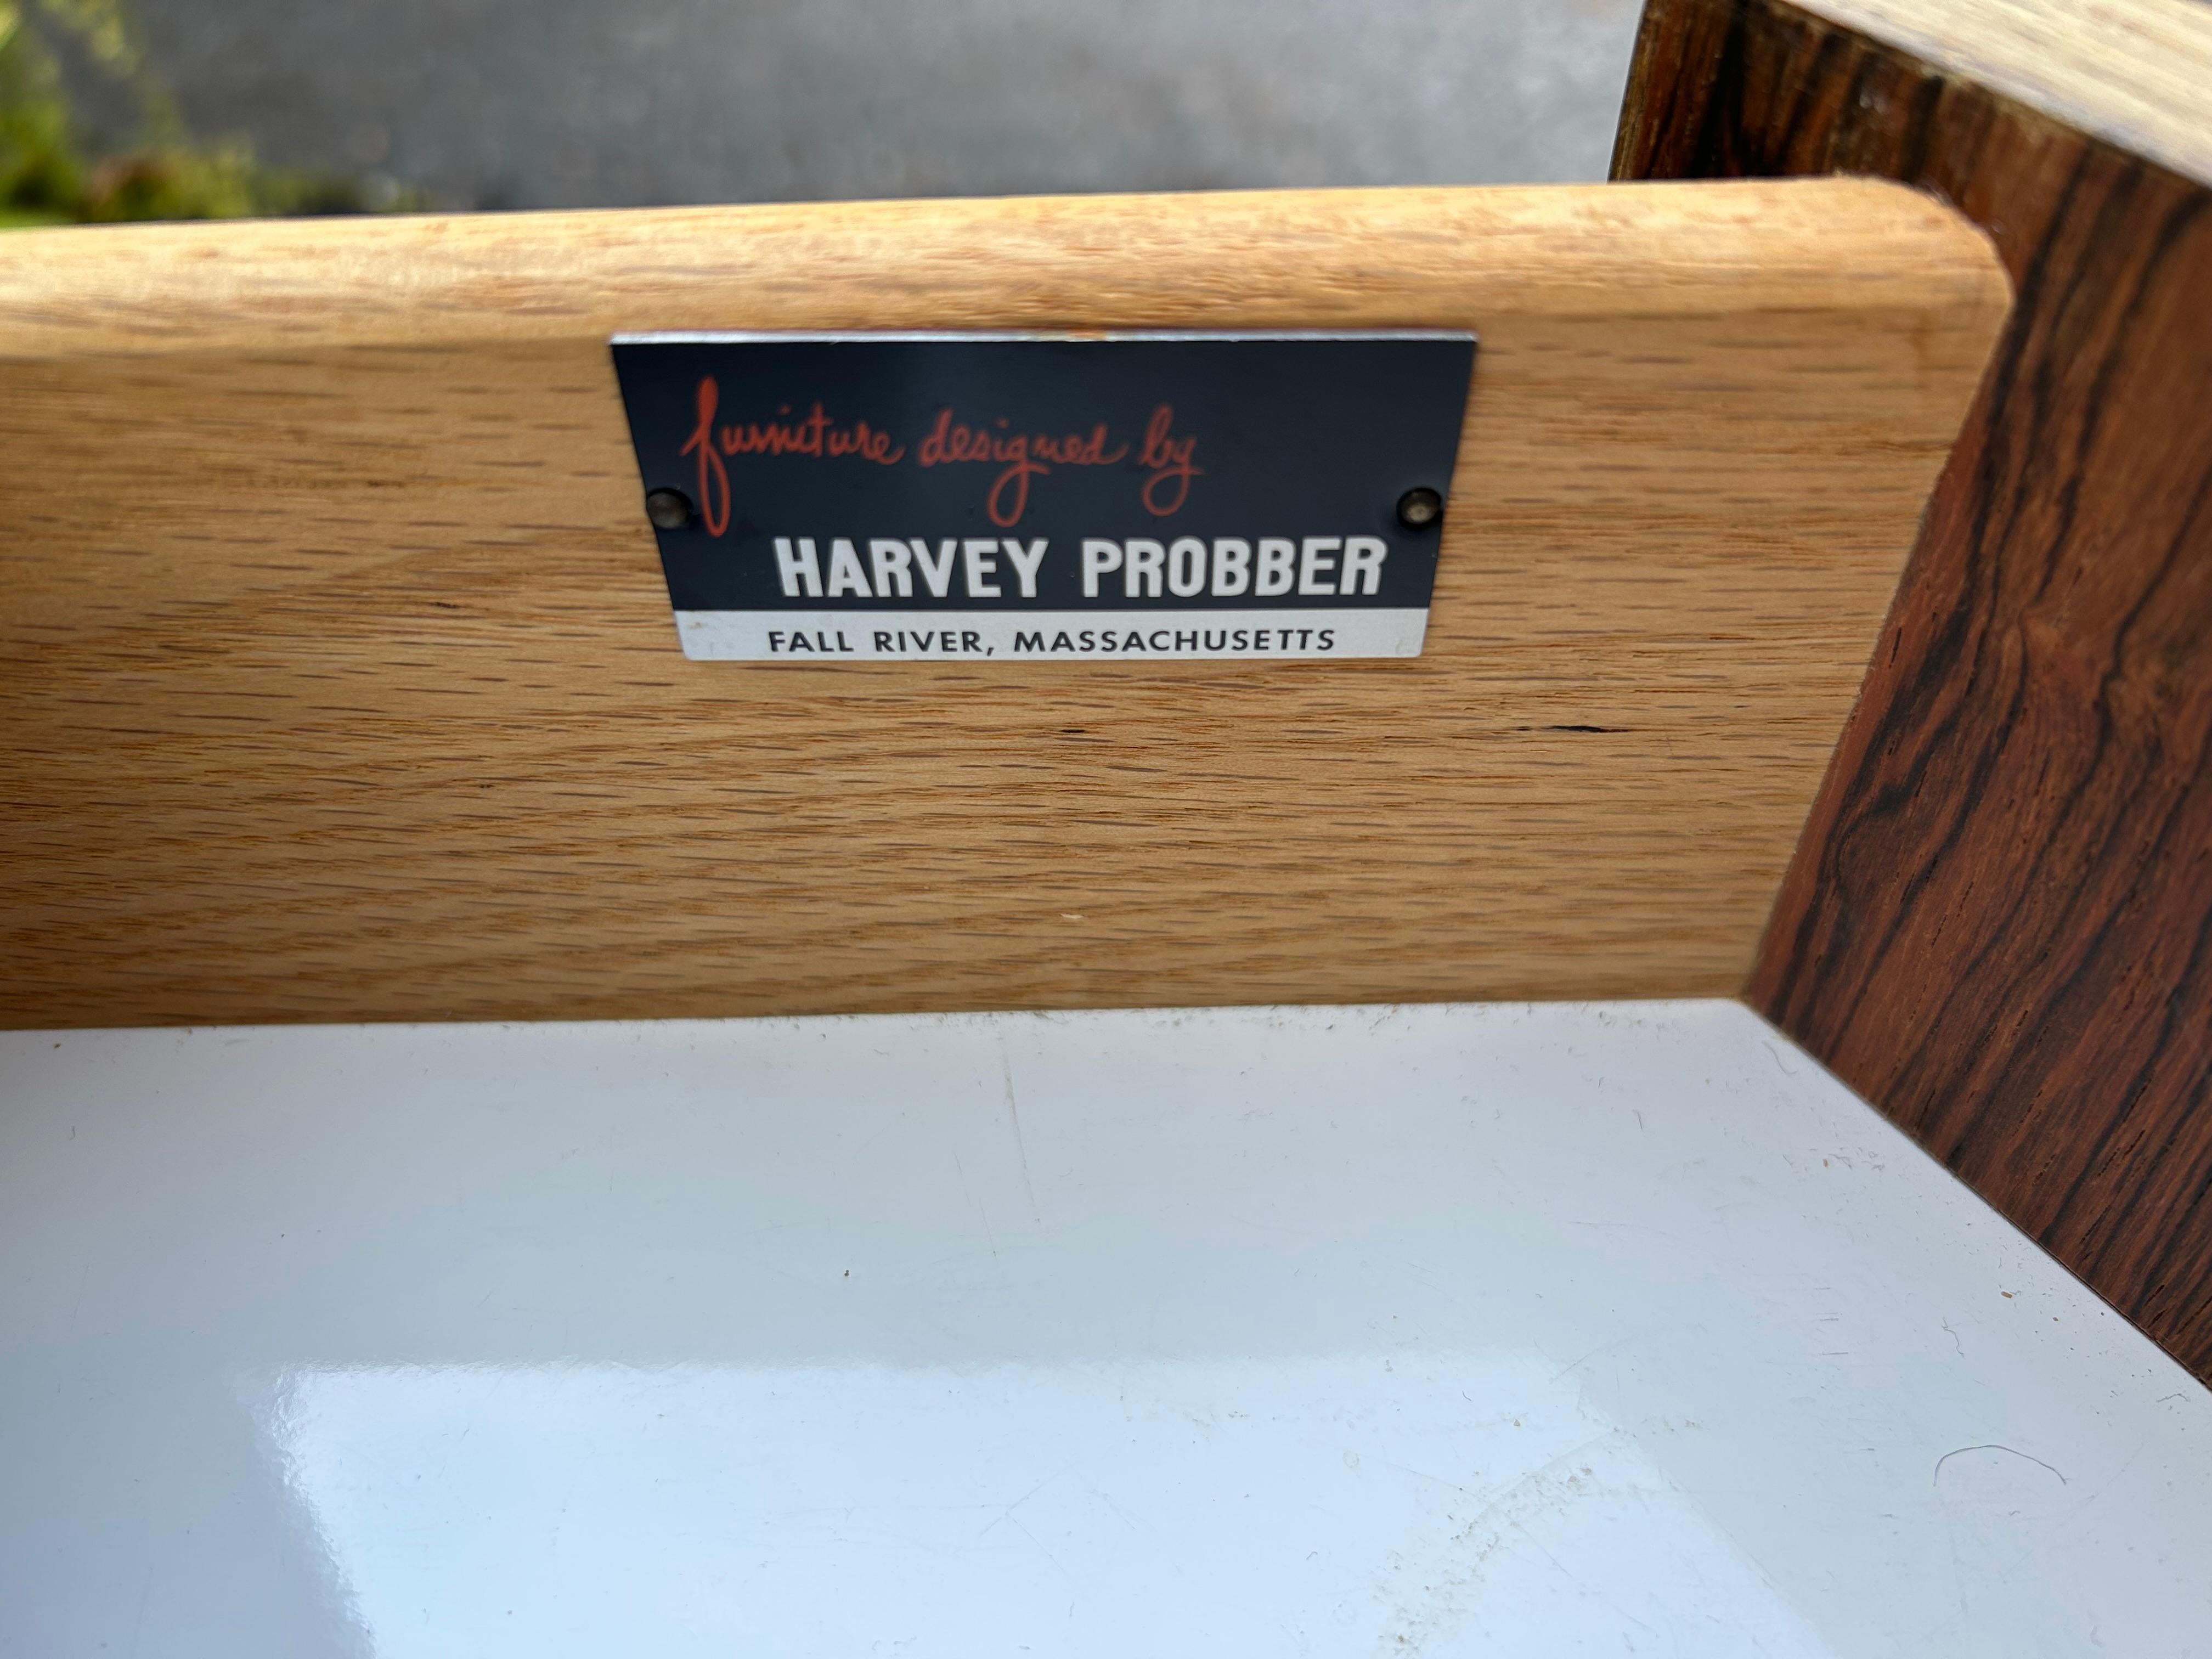 furniture designed by
HARVEY PROBBER
FALL RIVER, MASSACHUSETTS